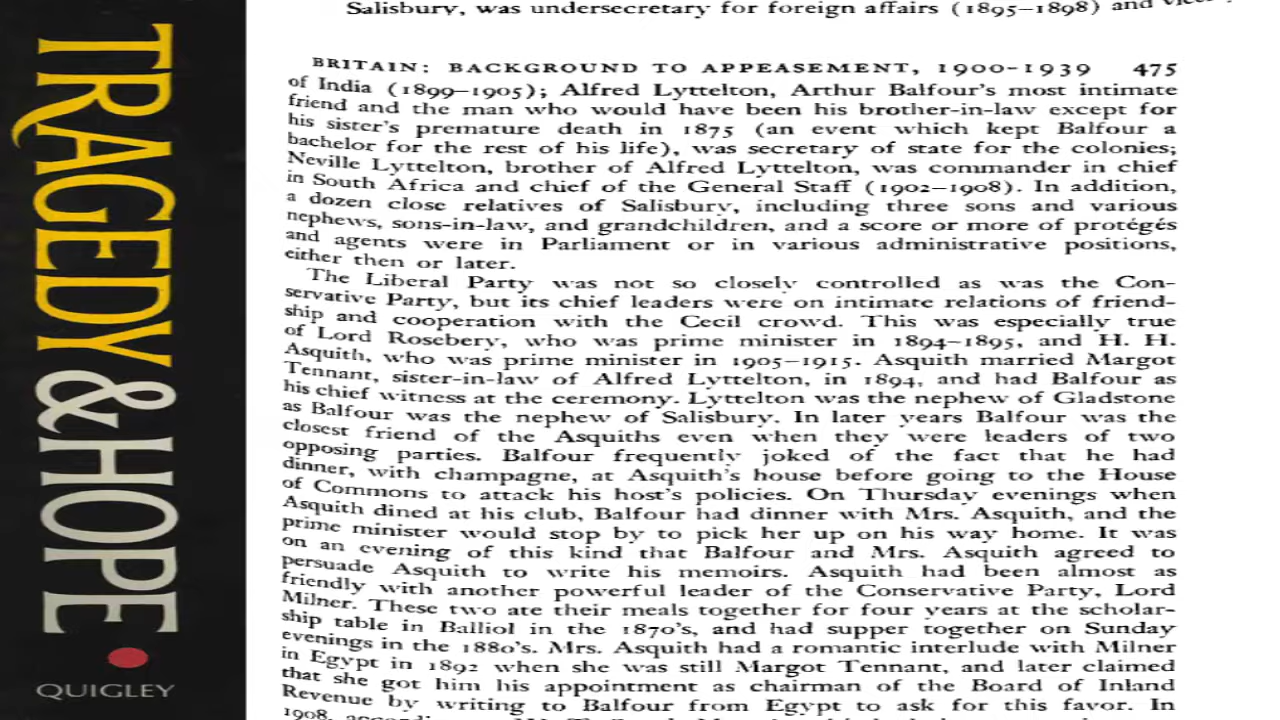 TRAGEDY & HOPE
QUIGLEY
Salisbury, was undersecretary for foreign affairs (1895–1898) and
BRITAIN: BACKGROUND TO APPEASEMENT, 1900-1939 475
of India (1899–1905); Alfred Lyttelton, Arthur Balfour's most intimate
friend and the man who would have been his brother-in-law except for
his sister's premature death in 1875 (an event which kept Balfour a
bachelor for the rest of his life), was secretary of state for the colonies;
Neville Lyttelton, brother of Alfred Lyttelton, was commander in chief
in South Africa and chief of the General Staff (1902–1908). In addition,
a dozen close relatives of Salisbury, including three sons and various
nephews, sons-in-law, and grandchildren, and a score or more of protégés
and agents were in Parliament or in various administrative positions,
either then or later.
The Liberal Party was not so closely controlled as was the Con-
servative Party, but its chief leaders were on intimate relations of friend-
ship and cooperation with the Cecil crowd. This was especially true
of Lord Rosebery, who was prime minister in 1894–1895, and H. H.
Asquith, who was prime minister in 1905–1915. Asquith married Margot
Tennant, sister-in-law of Alfred Lyttelton, in 1894, and had Balfour as
his chief witness at the ceremony. Lyttelton was the nephew of Gladstone
as Balfour was the nephew of Salisbury. In later years Balfour was the
closest friend of the Asquiths even when they were leaders of two
opposing parties. Balfour frequently joked of the fact that he had
dinner, with champagne, at Asquith's house before going to the House
of Commons to attack his host's policies. On Thursday evenings when
Asquith dined at his club, Balfour had dinner with Mrs. Asquith, and the
prime minister would stop by to pick her up on his way home. It was
on an evening of this kind that Balfour and Mrs. Asquith agreed to
persuade Asquith to write his memoirs. Asquith had been almost as
friendly with another powerful leader of the Conservative Party, Lord
Milner. These two ate their meals together for four years at the scholar-
ship table in Balliol in the 1870's, and had supper together on Sunday
evenings in the 1880's. Mrs. Asquith had a romantic interlude with Milner
in Egypt in 1892 when she was still Margot Tennant, and later claimed
that she got him his appointment as chairman of the Board of Inland
Revenue by writing to Balfour from Egypt to ask for this favor. In
1908,